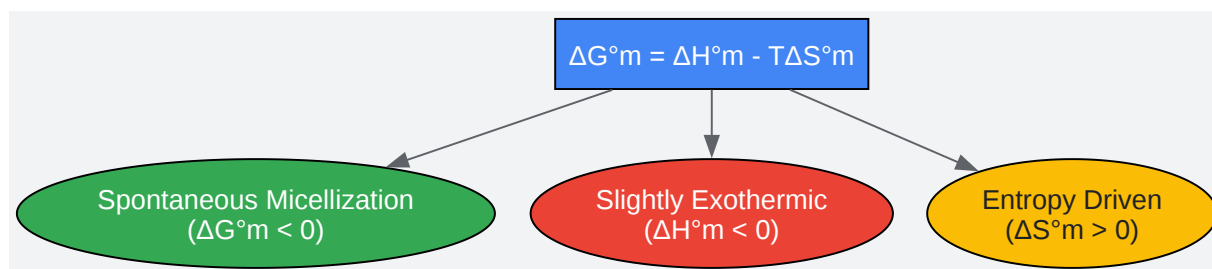 ΔG°m = ΔH°m - TΔS°m
Spontaneous Micellization
(ΔG°m < 0)
Slightly Exothermic
(ΔH°m < 0)
Entropy Driven
(ΔS°m > 0)